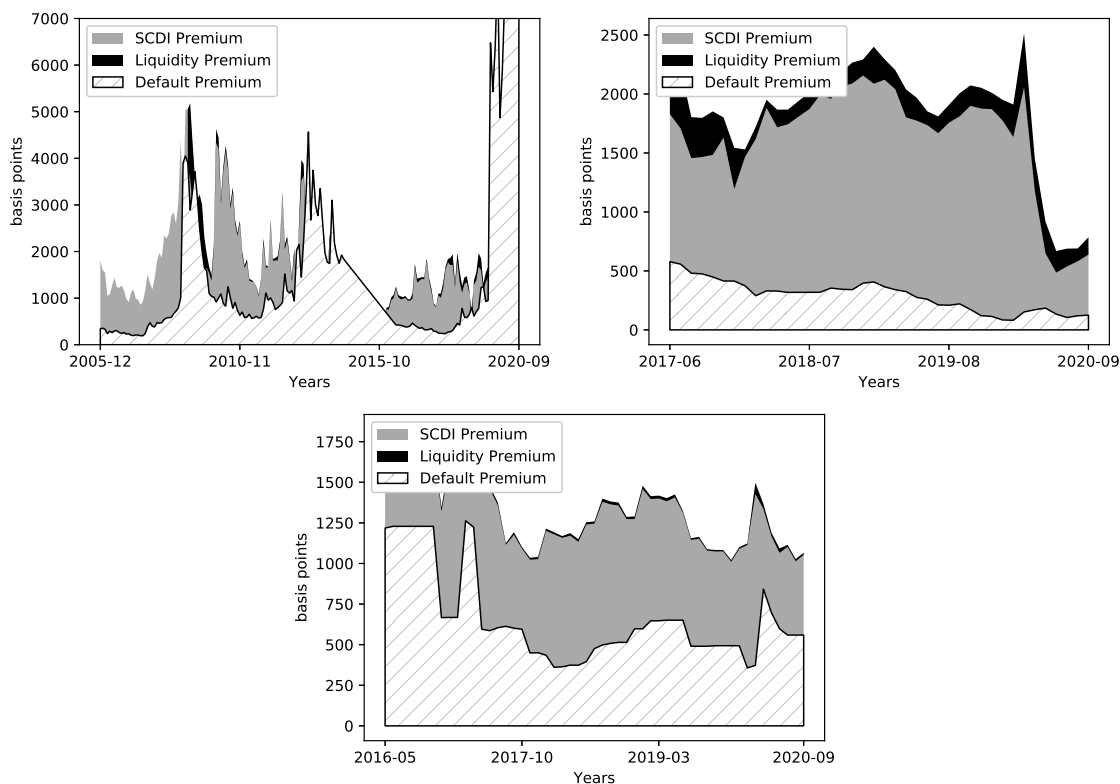 7000
6000
5000
4000
3000
2000
1000
0
basis points
SCDI Premium
Liquidity Premium
Default Premium
2005-12
2010-11
2015-10
2020-09
Years
2500
2000
1500
1000
500
0
basis points
SCDI Premium
Liquidity Premium
Default Premium
2017-06
2018-07
2019-08
2020-09
Years
1750
1500
1250
1000
750
500
250
0
basis points
SCDI Premium
Liquidity Premium
Default Premium
2016-05
2017-10
2019-03
2020-09
Years